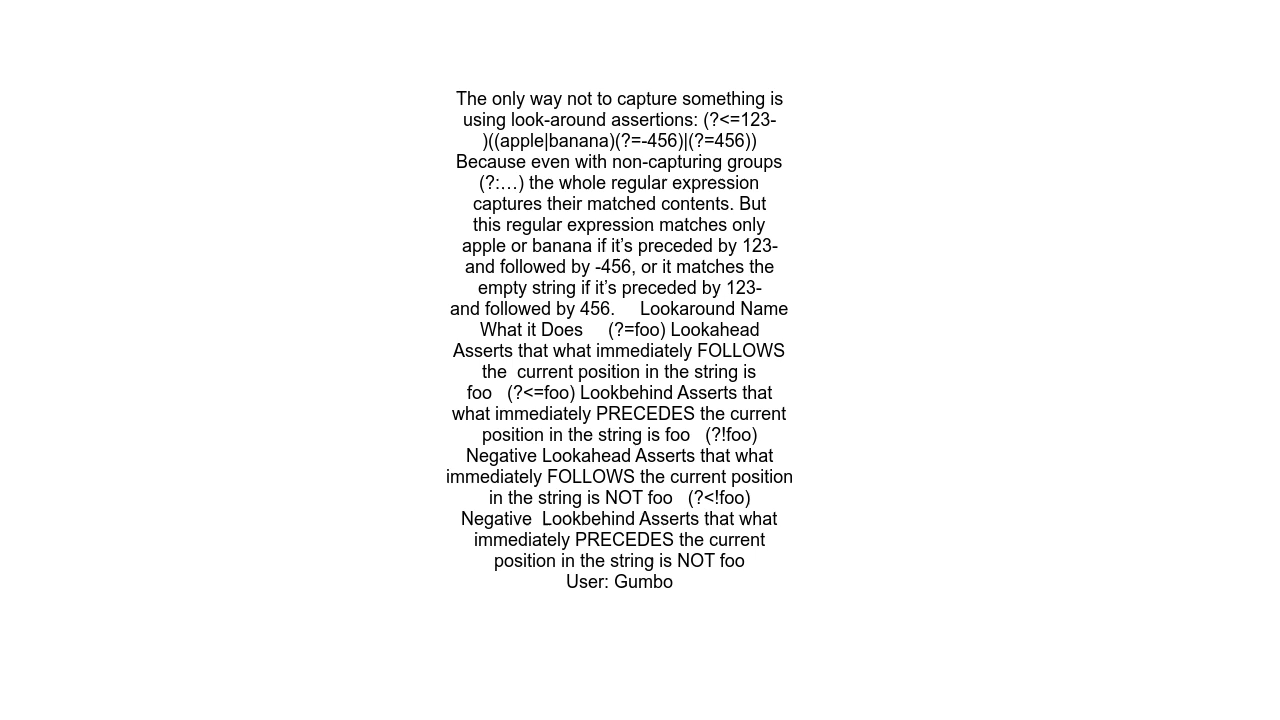 The only way not to capture something is
using look-around assertions: (?<=123-
)((apple|banana)(?=-456)|(?=456))
Because even with non-capturing groups
(?:…) the whole regular expression
captures their matched contents. But
this regular expression matches only
apple or banana if it’s preceded by 123-
and followed by -456, or it matches the
empty string if it’s preceded by 123-
and followed by 456.     Lookaround Name
What it Does     (?=foo) Lookahead
Asserts that what immediately FOLLOWS
the  current position in the string is
foo   (?<=foo) Lookbehind Asserts that
what immediately PRECEDES the current
position in the string is foo   (?!foo)
Negative Lookahead Asserts that what
immediately FOLLOWS the current position
in the string is NOT foo   (?<!foo)
Negative  Lookbehind Asserts that what
immediately PRECEDES the current
position in the string is NOT foo
User: Gumbo